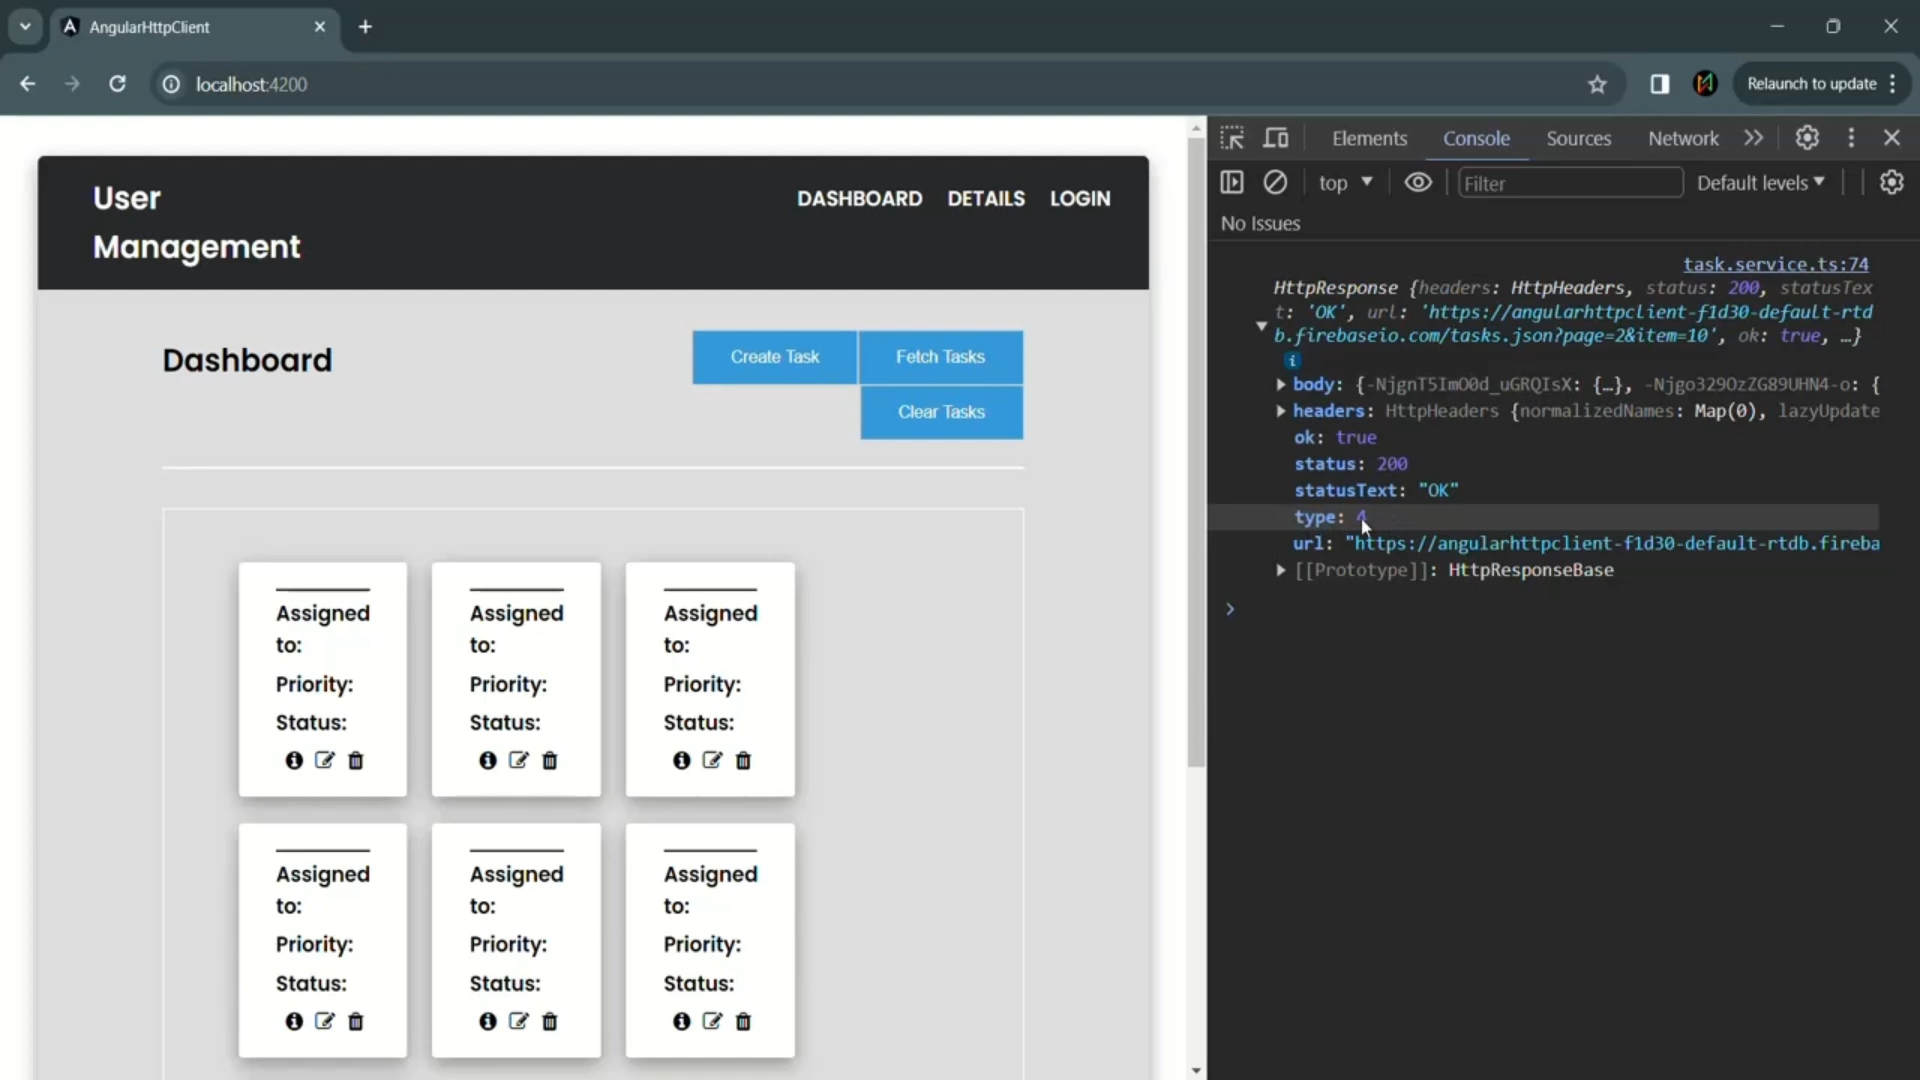 AngularHttpClient
localhost:4200
Relaunch to update
User
Management
DASHBOARD DETAILS LOGIN
Dashboard
Create Task
Fetch Tasks
Clear Tasks
Assigned
to:
Priority:
Status:
Assigned
to:
Priority:
Status:
Assigned
to:
Priority:
Status:
Assigned
to:
Priority:
Status:
Assigned
to:
Priority:
Status:
Assigned
to:
Priority:
Status:
Elements Console Sources Network
top Filter Default levels
No Issues
task.service.ts:74
HttpResponse {headers: HttpHeaders, status: 200, statusTex
t: 'OK', url: 'https://angularhttpclient-f1d30-default-rtd
b.firebaseio.com/tasks.json?page=2&item=10', ok: true, …}
body: {-NjgnT5ImO0d_uGRQIsX: {…}, -Njgo329OzZG89UHN4-o: {
headers: HttpHeaders {normalizedNames: Map(0), lazyUpdate
ok: true
status: 200
statusText: "OK"
type: 4
url: "https://angularhttpclient-f1d30-default-rtdb.fireba
[[Prototype]]: HttpResponseBase